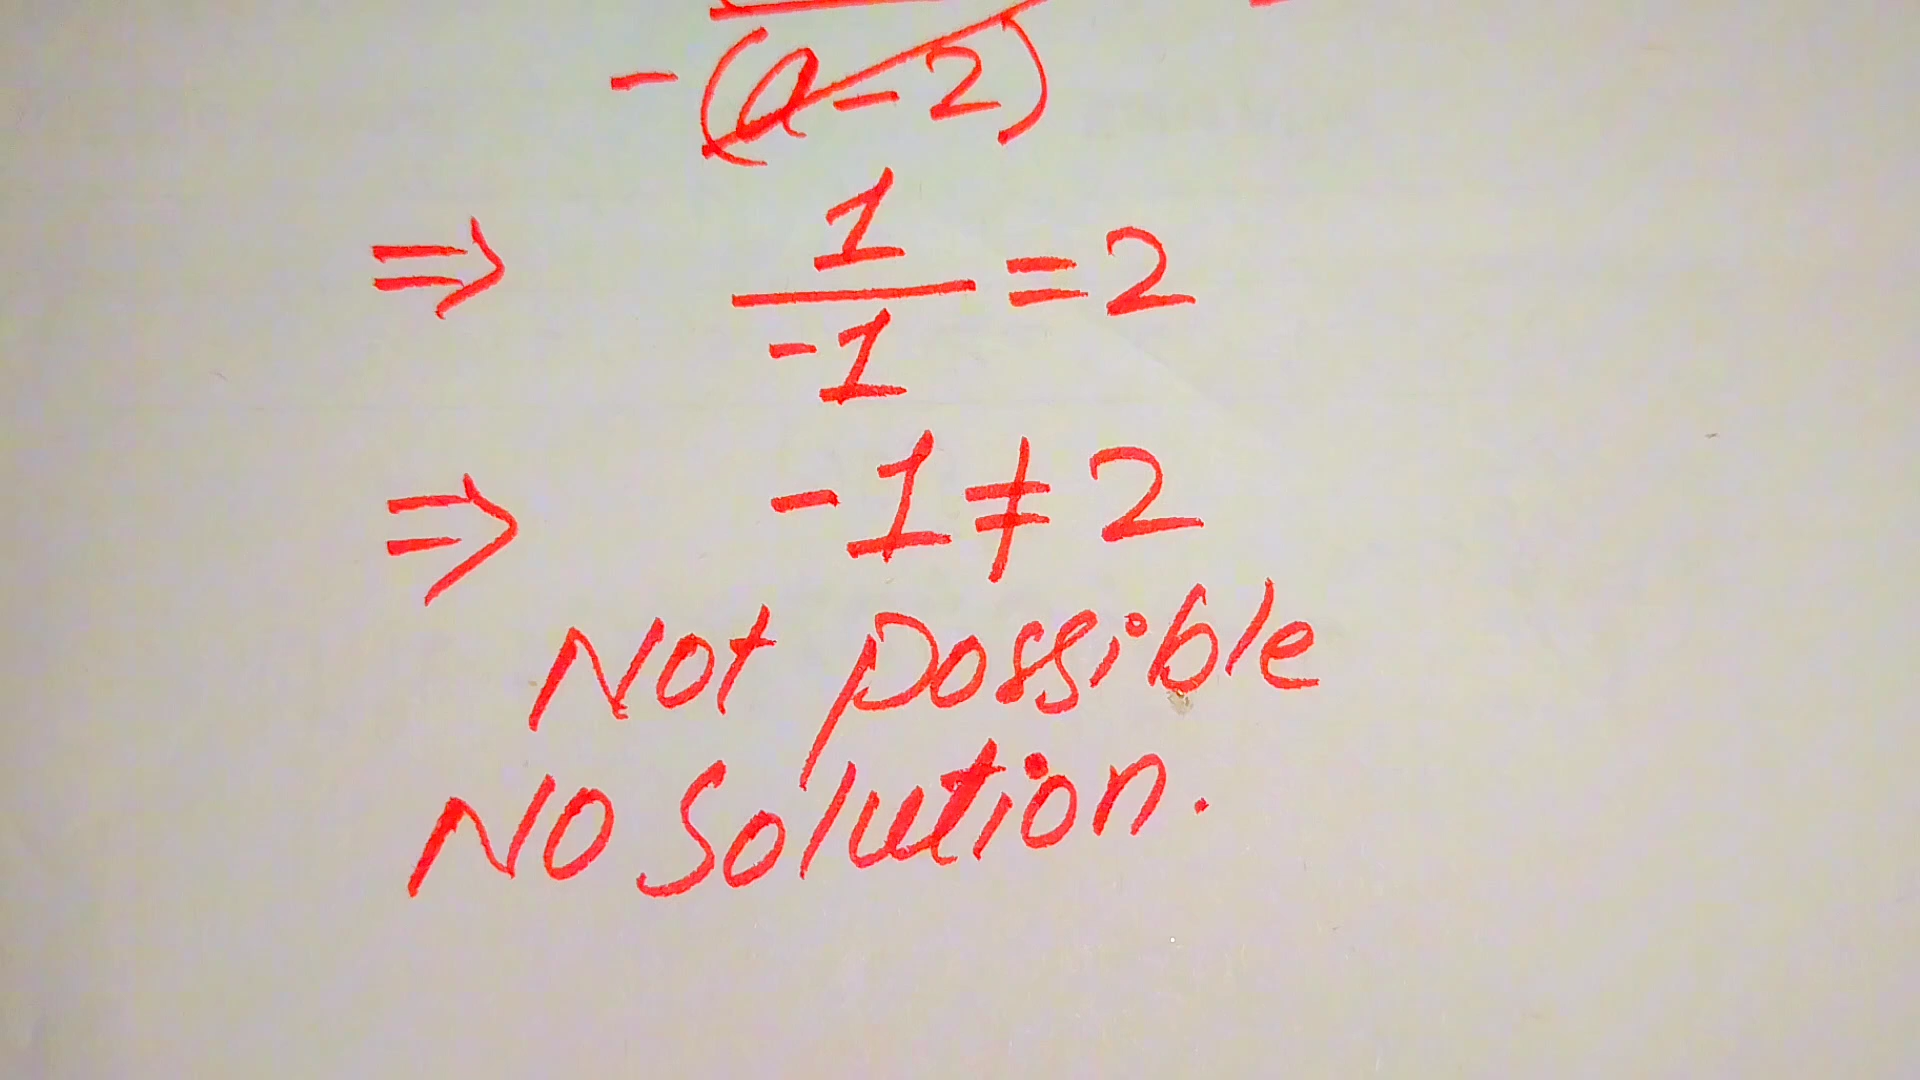 -(a-2)
⇒ 1/-1 = 2
⇒ -1 ≠ 2
Not possible
No Solution.